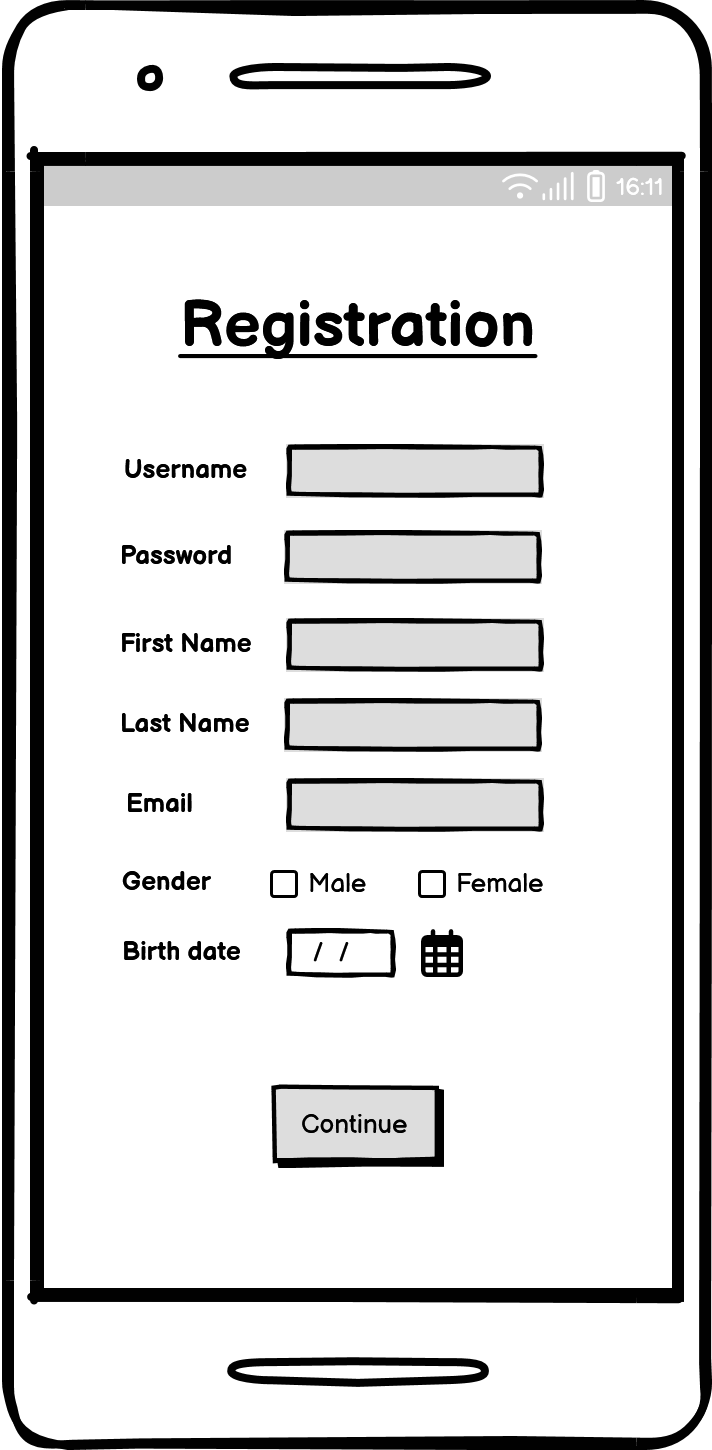 16:11
Registration
Username
Password
First Name
Last Name
Email
Gender Male Female
Birth date / /
Continue